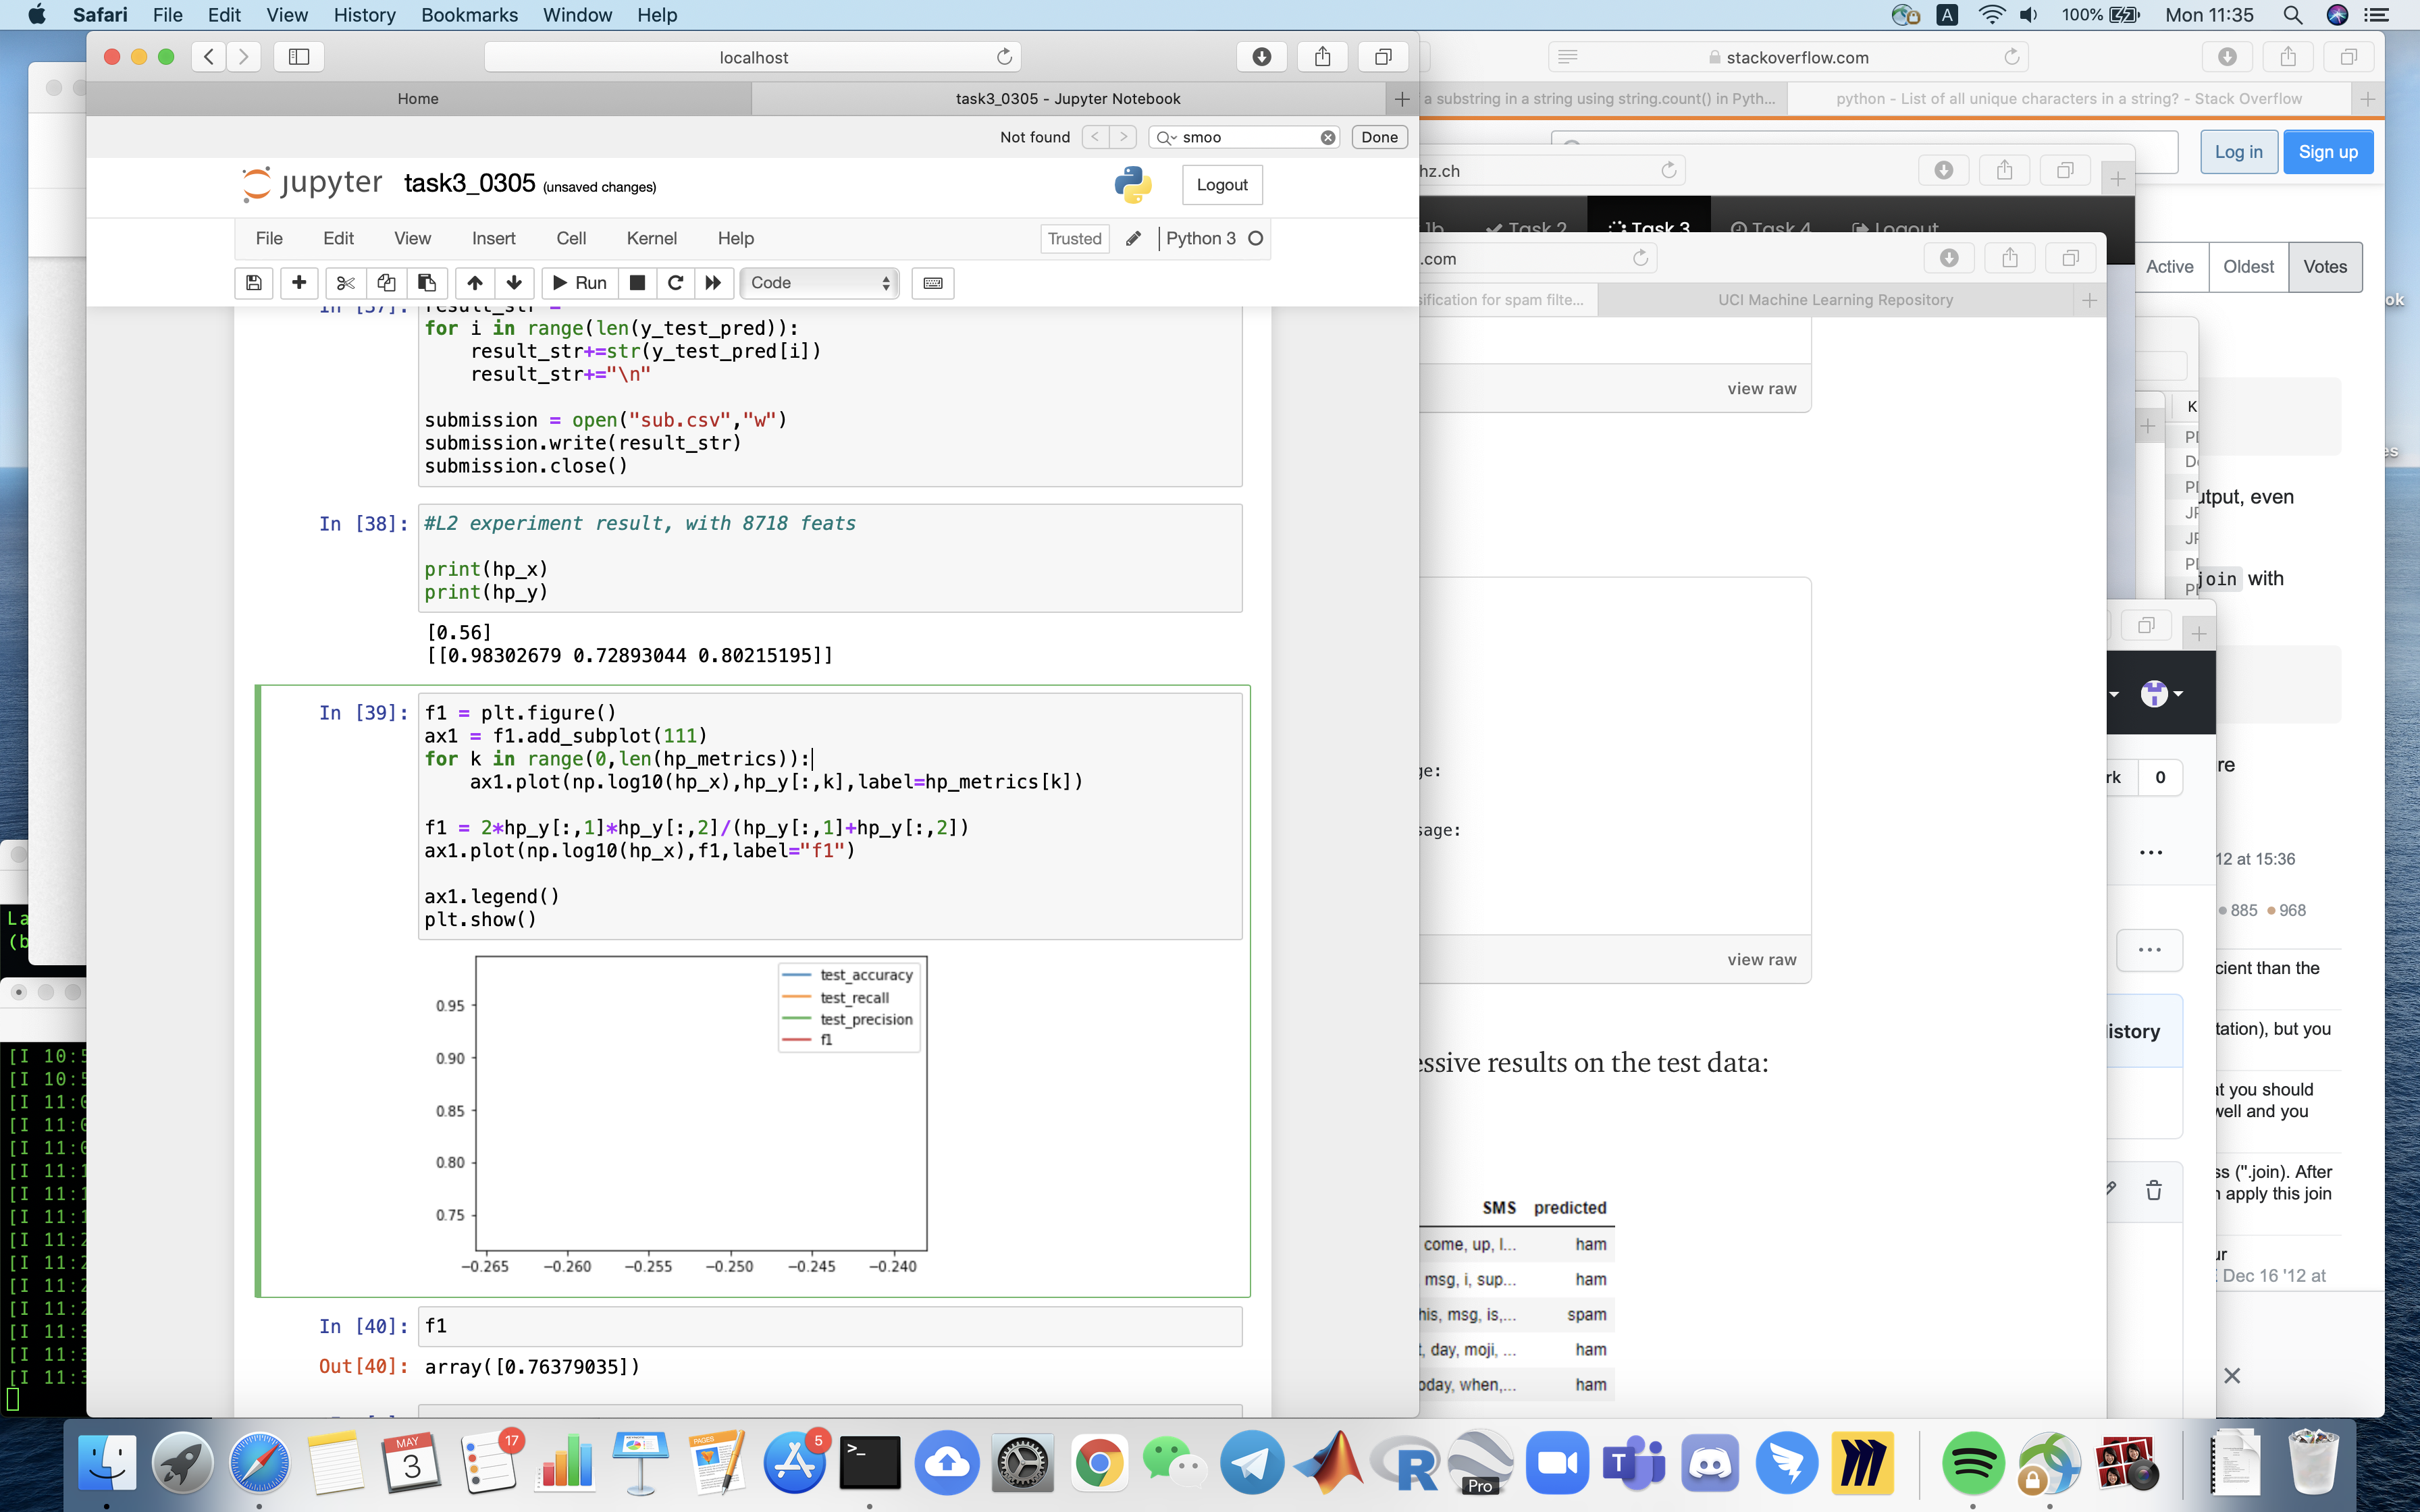 Safari File Edit View History Bookmarks Window Help
A 100% Mon 11:35
localhost
Home
task3_0305 - Jupyter Notebook
Not found
smoo
Done
jupyter task3_0305 (unsaved changes)
Logout
File Edit View Insert Cell Kernel Help
Trusted
Python 3
Run
Code
for i in range(len(y_test_pred)):
    result_str+=str(y_test_pred[i])
    result_str+="\n"
submission = open("sub.csv","w")
submission.write(result_str)
submission.close()
In [38]: #L2 experiment result, with 8718 feats
print(hp_x)
print(hp_y)
[0.56]
[[0.98302679 0.72893044 0.80215195]]
In [39]: f1 = plt.figure()
ax1 = f1.add_subplot(111)
for k in range(0,len(hp_metrics)):
    ax1.plot(np.log10(hp_x),hp_y[:,k],label=hp_metrics[k])
f1 = 2*hp_y[:,1]*hp_y[:,2]/(hp_y[:,1]+hp_y[:,2])
ax1.plot(np.log10(hp_x),f1,label="f1")
ax1.legend()
plt.show()
test_accuracy
test_recall
test_precision
f1
0.95
0.90
0.85
0.80
0.75
−0.265 −0.260 −0.255 −0.250 −0.245 −0.240
In [40]: f1
Out[40]: array([0.76379035])
stackoverflow.com
a substring in a string using string.count() in Pyth...
python - List of all unique characters in a string? - Stack Overflow
Log in
Sign up
hz.ch
Task 2 Task 3 Task 4 Logout
.com
Active Oldest Votes
sification for spam filte...
UCI Machine Learning Repository
view raw
utput, even
join with
ge:
sage:
re
rk 0
12 at 15:36
885 968
view raw
cient than the
istory
tation), but you
essive results on the test data:
at you should
well and you
ss (".join). After
n apply this join
SMS predicted
come, up, I... ham
msg, i, sup... ham
his, msg, is,... spam
t, day, moji, ... ham
oday, when,... ham
ur
Dec 16 '12 at
La
(b
[I 10:5
[I 10:5
[I 11:0
[I 11:0
[I 11:0
[I 11:1
[I 11:1
[I 11:1
[I 11:2
[I 11:2
[I 11:2
[I 11:2
[I 11:3
[I 11:3
[I 11:3
MAY
3
17
PAGES
5
>_
R
Pro
T